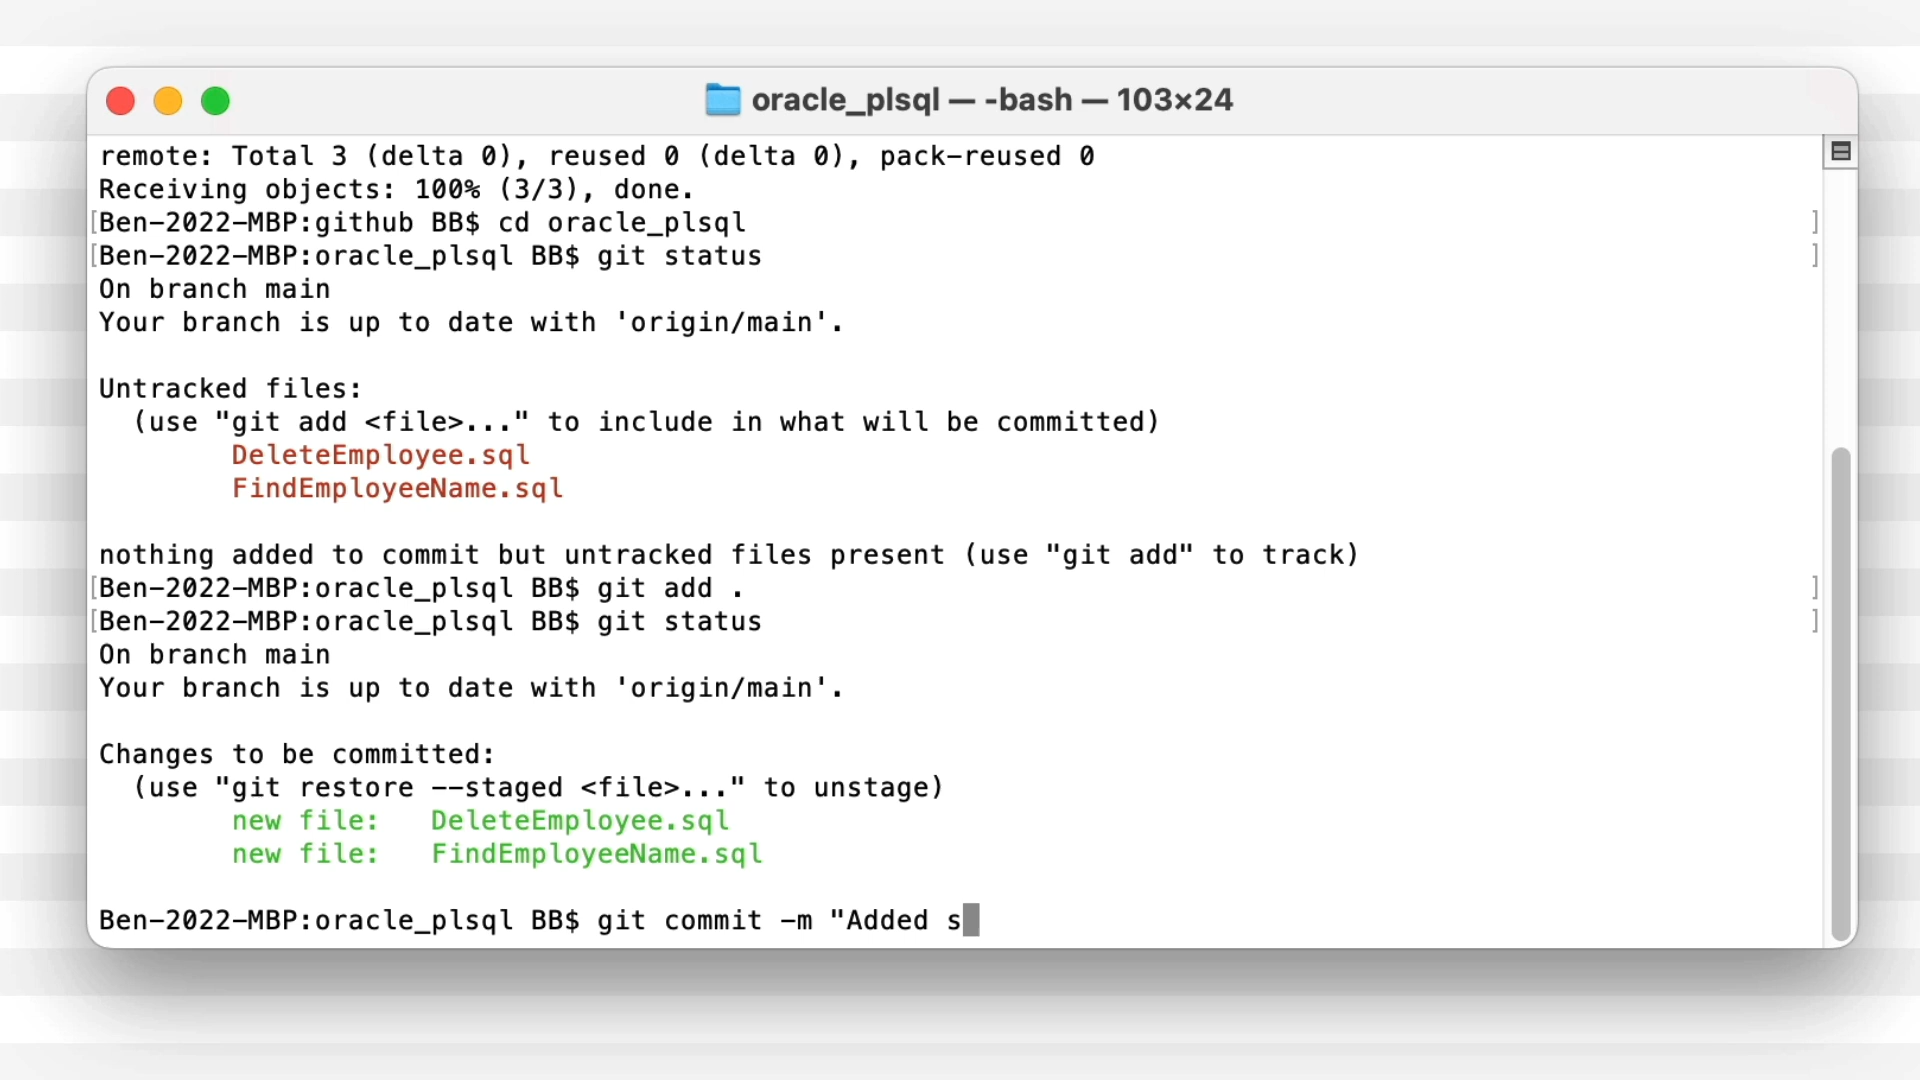 oracle_plsql — -bash — 103×24
remote: Total 3 (delta 0), reused 0 (delta 0), pack-reused 0
Receiving objects: 100% (3/3), done.
[Ben-2022-MBP:github BB$ cd oracle_plsql ]
[Ben-2022-MBP:oracle_plsql BB$ git status ]
On branch main
Your branch is up to date with 'origin/main'.
Untracked files:
(use "git add <file>..." to include in what will be committed)
DeleteEmployee.sql
FindEmployeeName.sql
nothing added to commit but untracked files present (use "git add" to track)
[Ben-2022-MBP:oracle_plsql BB$ git add . ]
[Ben-2022-MBP:oracle_plsql BB$ git status ]
On branch main
Your branch is up to date with 'origin/main'.
Changes to be committed:
(use "git restore --staged <file>..." to unstage)
new file: DeleteEmployee.sql
new file: FindEmployeeName.sql
Ben-2022-MBP:oracle_plsql BB$ git commit -m "Added s